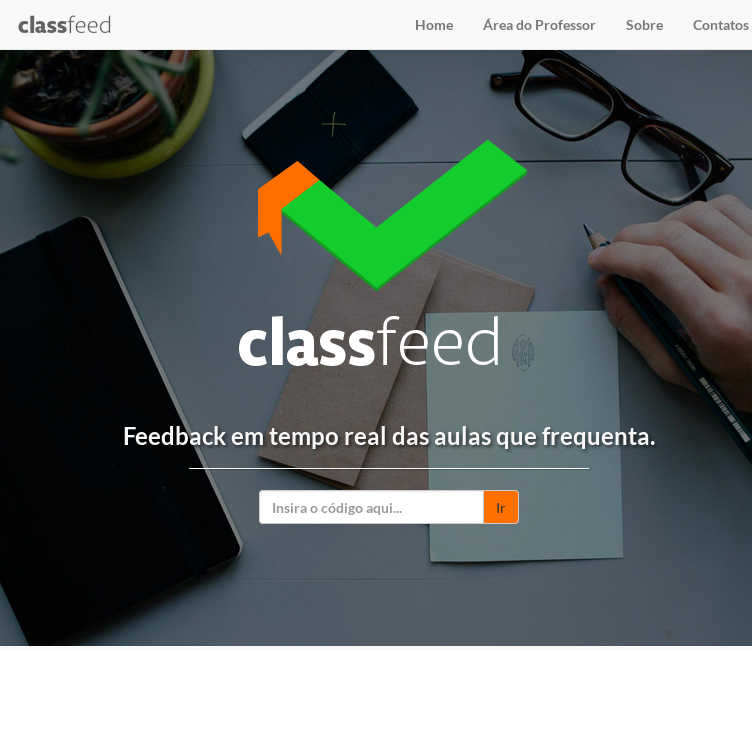 classfeed
Home
Área do Professor
Sobre
Contatos
classfeed
Feedback em tempo real das aulas que frequenta.
Insira o código aqui...
Ir